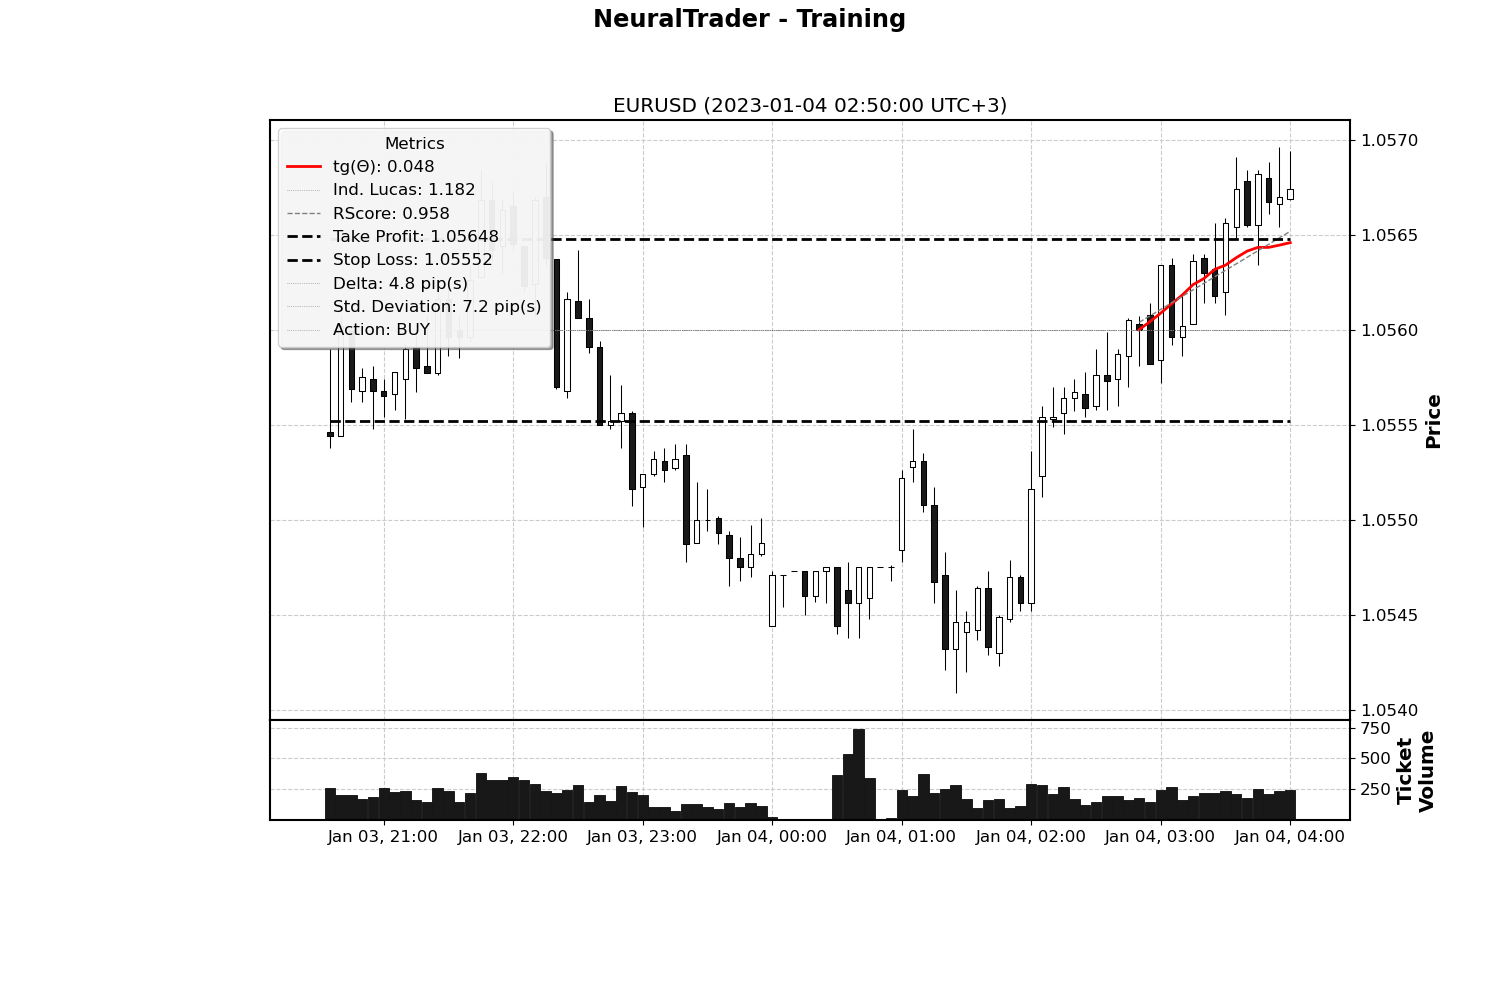 NeuralTrader - Training
EURUSD (2023-01-04 02:50:00 UTC+3)
Metrics
tg(Θ): 0.048
Ind. Lucas: 1.182
RScore: 0.958
Take Profit: 1.05648
Stop Loss: 1.05552
Delta: 4.8 pip(s)
Std. Deviation: 7.2 pip(s)
Action: BUY
1.0570
1.0565
1.0560
1.0555
1.0550
1.0545
1.0540
Price
750
500
250
Ticket
Volume
Jan 03, 21:00
Jan 03, 22:00
Jan 03, 23:00
Jan 04, 00:00
Jan 04, 01:00
Jan 04, 02:00
Jan 04, 03:00
Jan 04, 04:00